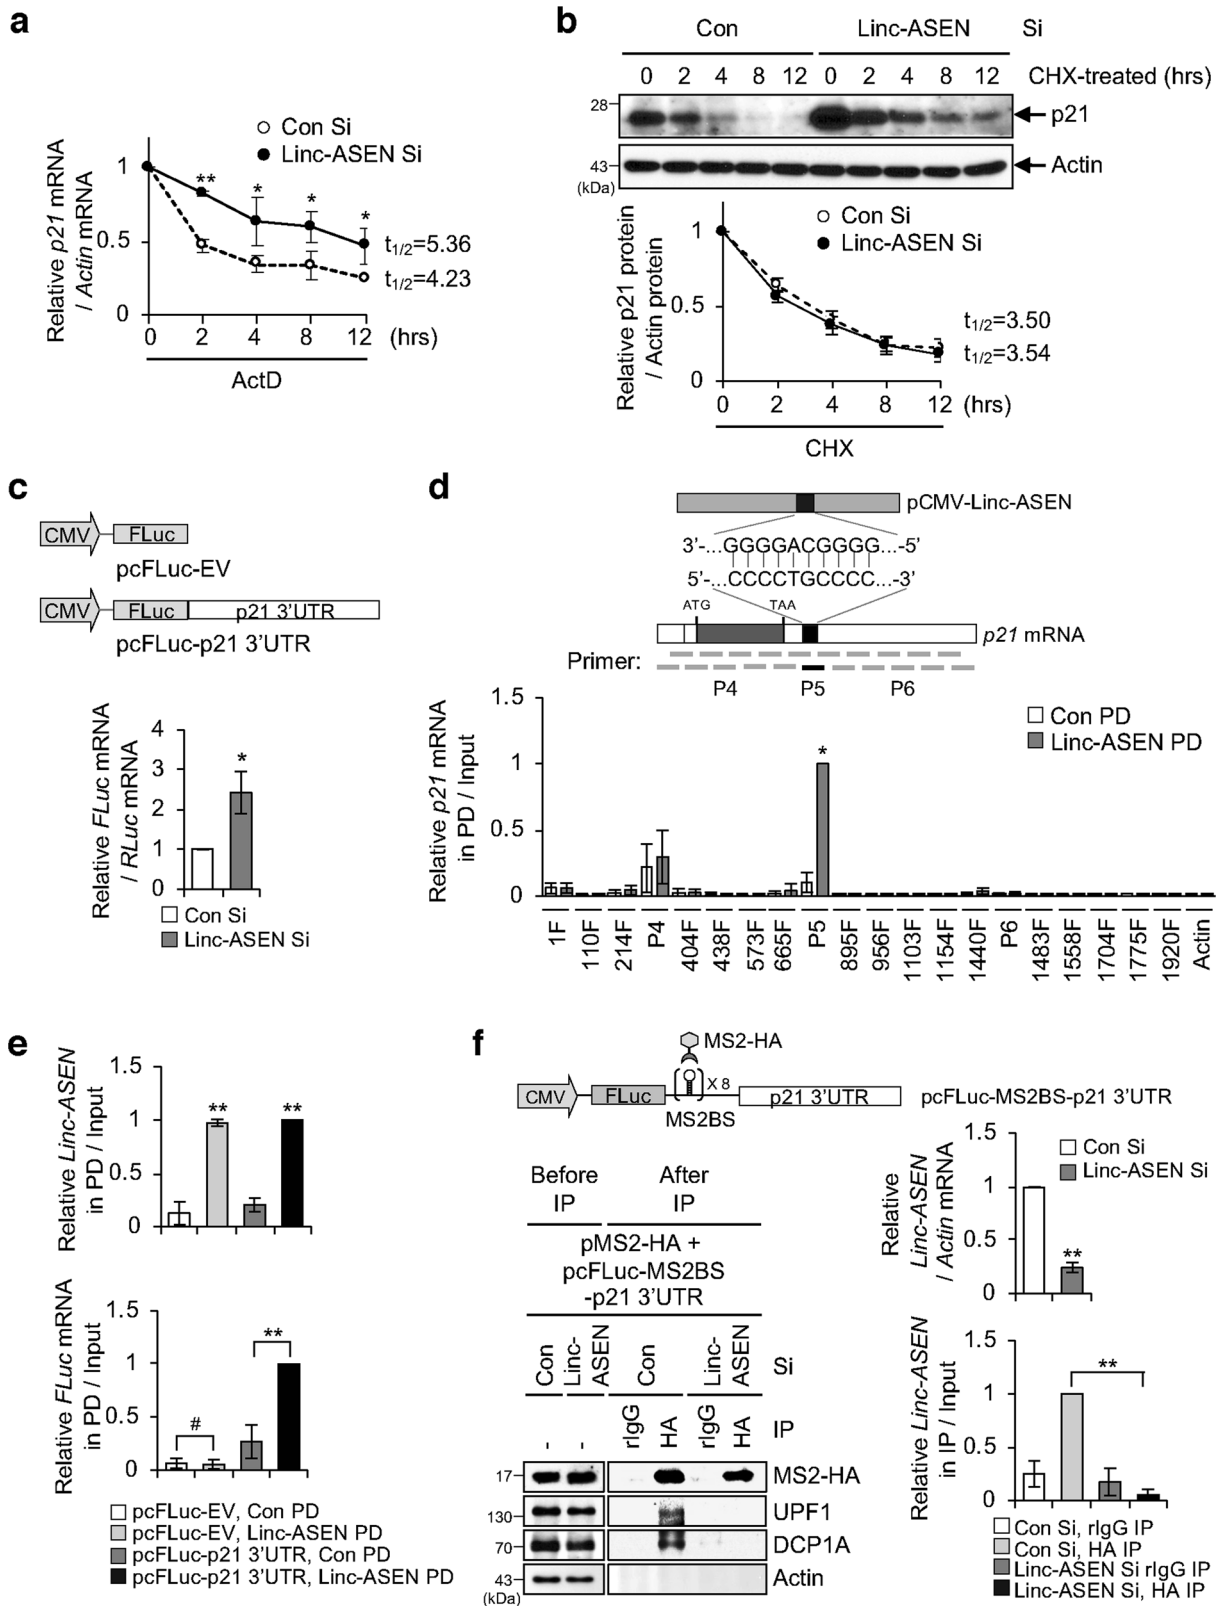 a
Con Si
Linc-ASEN Si
Relative p21 mRNA
/ Actin mRNA
1
0.5
0
**
*
*
*
t1/2=5.36
t1/2=4.23
0 2 4 8 12 (hrs)
ActD
b
Con Linc-ASEN Si
0 2 4 8 12 0 2 4 8 12 CHX-treated (hrs)
28
p21
43
Actin
(kDa)
Con Si
Linc-ASEN Si
Relative p21 protein
/ Actin protein
1
0.5
0
t1/2=3.50
t1/2=3.54
0 2 4 8 12 (hrs)
CHX
c
CMV FLuc
pcFLuc-EV
CMV FLuc p21 3’UTR
pcFLuc-p21 3’UTR
Relative FLuc mRNA
/ RLuc mRNA
4
3
2
1
0
*
Con Si
Linc-ASEN Si
d
pCMV-Linc-ASEN
3’-...GGGGACGGGG...-5’
5’-...CCCCTGCCCC...-3’
ATG TAA
p21 mRNA
Primer:
P4 P5 P6
Relative p21 mRNA
in PD / Input
1.5
1
0.5
0
*
Con PD
Linc-ASEN PD
1F 110F 214F P4 404F 438F 573F 665F P5 895F 956F 1103F 1154F 1440F P6 1483F 1558F 1704F 1775F 1920F Actin
e
Relative Linc-ASEN
in PD / Input
1.5
1
0.5
0
** **
Relative FLuc mRNA
in PD / Input
1.5
1
0.5
0
#
**
pcFLuc-EV, Con PD
pcFLuc-EV, Linc-ASEN PD
pcFLuc-p21 3’UTR, Con PD
pcFLuc-p21 3’UTR, Linc-ASEN PD
f
MS2-HA
CMV FLuc X 8 p21 3’UTR pcFLuc-MS2BS-p21 3’UTR
MS2BS
Before
IP
After
IP
pMS2-HA +
pcFLuc-MS2BS
-p21 3’UTR
Con Linc-ASEN Con Linc-ASEN Si
- - rIgG HA rIgG HA IP
17 MS2-HA
130 UPF1
70 DCP1A
43 Actin
(kDa)
Relative
Linc-ASEN
/ Actin mRNA
1.5
1
0.5
0
**
Con Si
Linc-ASEN Si
Relative Linc-ASEN
in IP / Input
1.5
1
0.5
0
**
Con Si, rIgG IP
Con Si, HA IP
Linc-ASEN Si rIgG IP
Linc-ASEN Si, HA IP